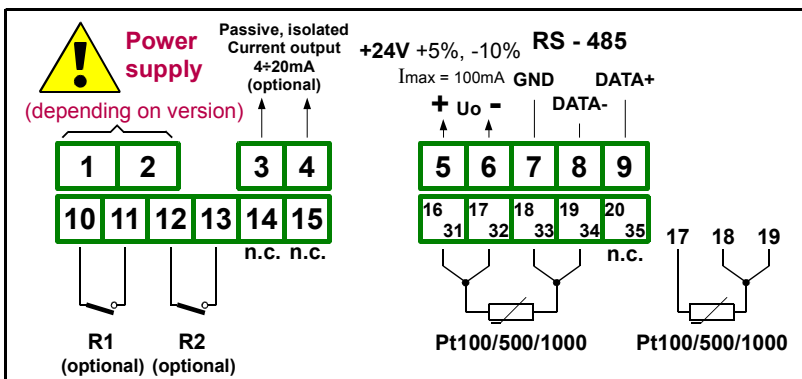 Power
supply
(depending on version)
Passive, isolated
Current output
4÷20mA
(optional)
+24V +5%, -10%
Imax = 100mA
+ Uo -
RS - 485
GND
DATA-
DATA+
1 2 3 4
5 6 7 8 9
10 11 12 13 14 15
n.c. n.c.
16 17 18 19 20
31 32 33 34 35
n.c.
17 18 19
R1
(optional)
R2
(optional)
Pt100/500/1000
Pt100/500/1000